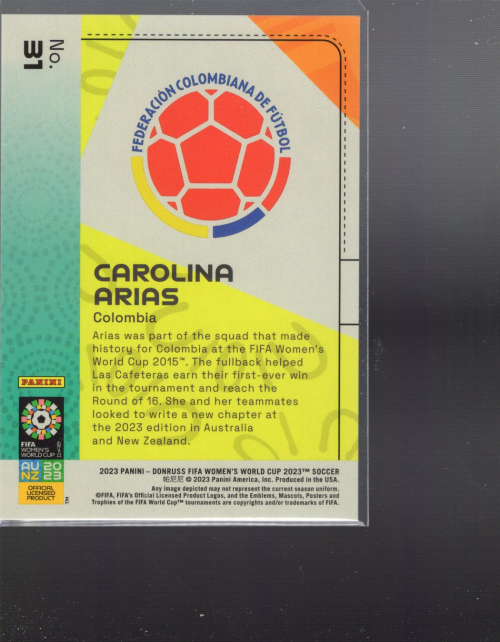 No.
31
FEDERACIÓN COLOMBIANA DE FÚTBOL
CAROLINA
ARIAS
Colombia
Arias was part of the squad that made
history for Colombia at the FIFA Women's
World Cup 2015™. The fullback helped
Las Cafeteras earn their first-ever win
in the tournament and reach the
Round of 16. She and her teammates
looked to write a new chapter at
the 2023 edition in Australia
and New Zealand.
PANINI
FIFA
WOMEN'S
WORLD CUP
AU 20
NZ 23
OFFICIAL
LICENSED
PRODUCT
™
2023 PANINI – DONRUSS FIFA WOMEN'S WORLD CUP 2023™ SOCCER
帕尼尼 © 2023 Panini America, Inc. Produced in the USA.
Any image depicted may not represent the current season uniform.
©FIFA, FIFA's Official Licensed Product Logos, and the Emblems, Mascots, Posters and
Trophies of the FIFA World Cup™ tournaments are copyrights and/or trademarks of FIFA.